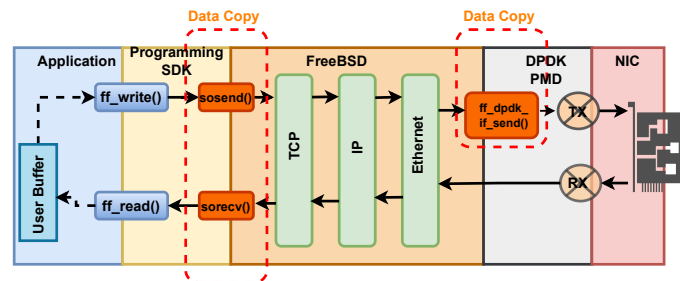 Data Copy
Data Copy
Application
Programming
SDK
FreeBSD
DPDK
PMD
NIC
ff_write()
sosend()
ff_dpdk_
if_send()
TX
User Buffer
TCP
IP
Ethernet
ff_read()
sorecv()
RX